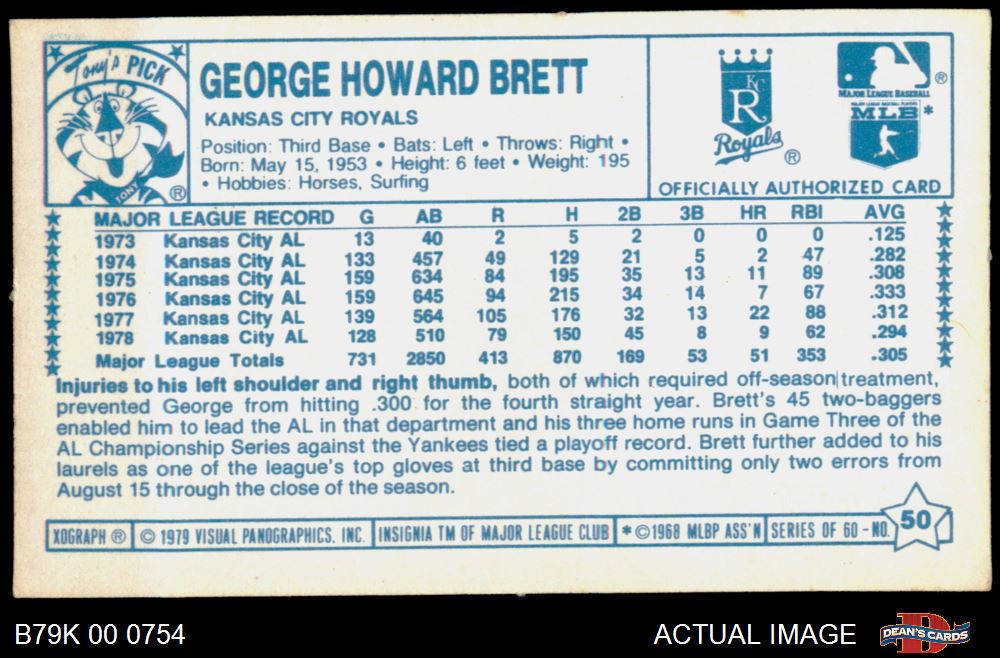 Tony's PICK
TONY ®
GEORGE HOWARD BRETT
KANSAS CITY ROYALS
Position: Third Base • Bats: Left • Throws: Right •
Born: May 15, 1953 • Height: 6 feet • Weight: 195
• Hobbies: Horses, Surfing
KC
R
Royals ®
®
MAJOR LEAGUE BASEBALL
MAJOR LEAGUE BASEBALL PLAYERS
MLB *
OFFICIALLY AUTHORIZED CARD
MAJOR LEAGUE RECORD G AB R H 2B 3B HR RBI AVG
1973 Kansas City AL 13 40 2 5 2 0 0 0 .125
1974 Kansas City AL 133 457 49 129 21 5 2 47 .282
1975 Kansas City AL 159 634 84 195 35 13 11 89 .308
1976 Kansas City AL 159 645 94 215 34 14 7 67 .333
1977 Kansas City AL 139 564 105 176 32 13 22 88 .312
1978 Kansas City AL 128 510 79 150 45 8 9 62 .294
Major League Totals 731 2850 413 870 169 53 51 353 .305
Injuries to his left shoulder and right thumb, both of which required off-season treatment,
prevented George from hitting .300 for the fourth straight year. Brett's 45 two-baggers
enabled him to lead the AL in that department and his three home runs in Game Three of the
AL Championship Series against the Yankees tied a playoff record. Brett further added to his
laurels as one of the league's top gloves at third base by committing only two errors from
August 15 through the close of the season.
XOGRAPH ® © 1979 VISUAL PANOGRAPHICS, INC. INSIGNIA TM OF MAJOR LEAGUE CLUB *©1968 MLBP ASS'N SERIES OF 60 - NO. 50
B79K 00 0754
ACTUAL IMAGE
DEAN'S CARDS